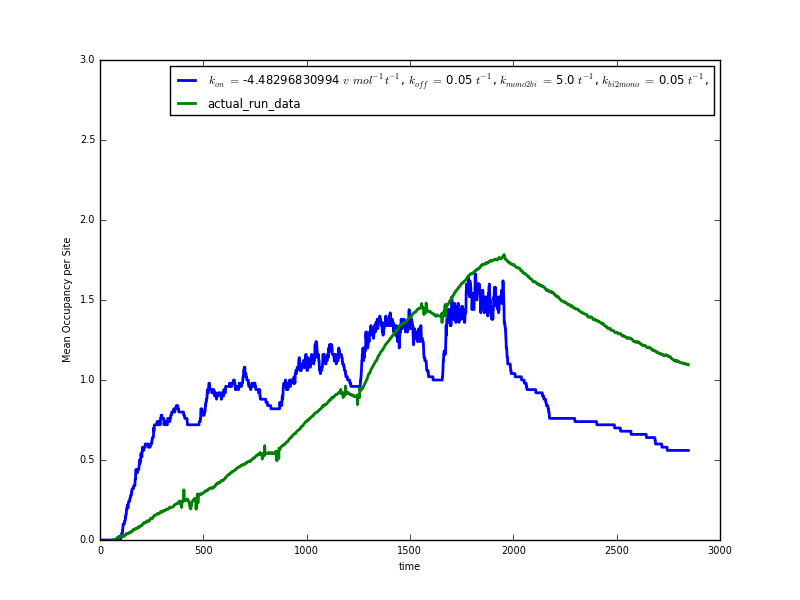 3.0
k_on = -4.48296830994 v mol^−1 t^−1, k_off = 0.05 t^−1, k_mono2bi = 5.0 t^−1, k_bi2mono = 0.05 t^−1,
actual_run_data
2.5
2.0
Mean Occupancy per Site
1.5
1.0
0.5
0.0
0 500 1000 1500 2000 2500 3000
time